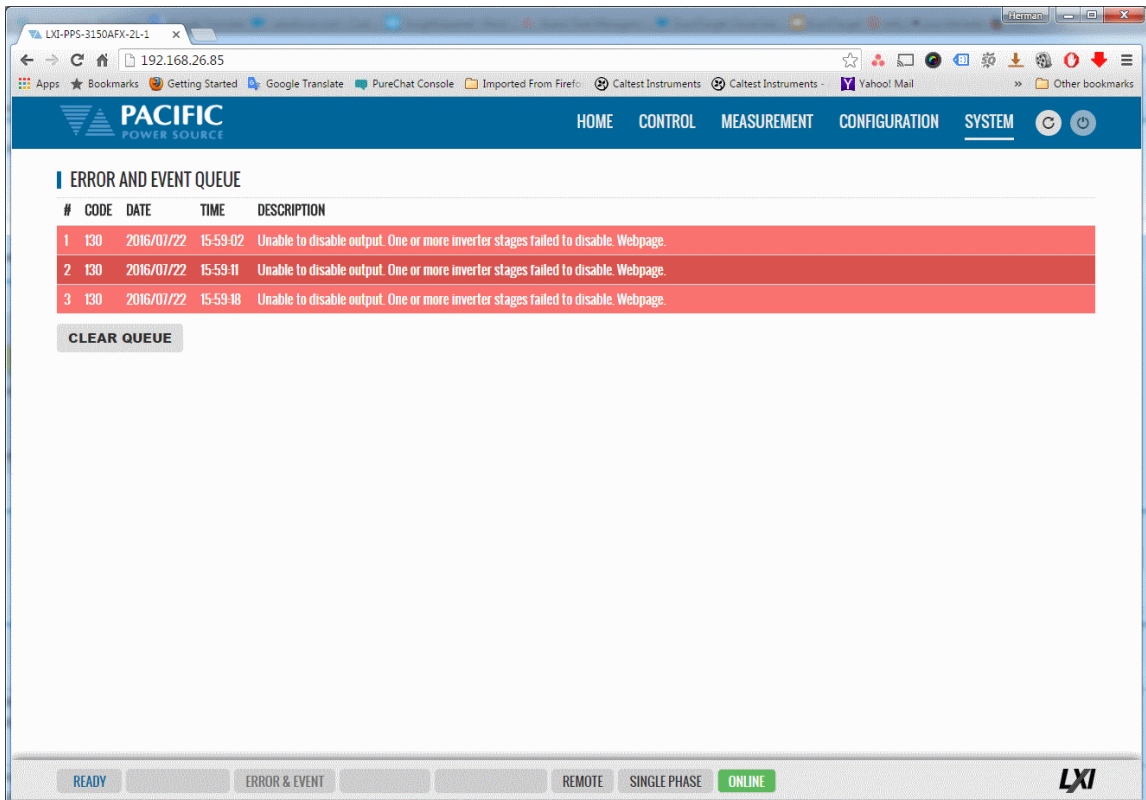 Herman
LXI-PPS-3150AFX-2L-1 x
192.168.26.85
Apps Bookmarks Getting Started Google Translate PureChat Console Imported From Firefo Caltest Instruments Caltest Instruments - Yahoo! Mail » Other bookmarks
PACIFIC
POWER SOURCE
HOME CONTROL MEASUREMENT CONFIGURATION SYSTEM
ERROR AND EVENT QUEUE
# CODE DATE TIME DESCRIPTION
1 130 2016/07/22 15-59-02 Unable to disable output. One or more inverter stages failed to disable. Webpage.
2 130 2016/07/22 15-59-11 Unable to disable output. One or more inverter stages failed to disable. Webpage.
3 130 2016/07/22 15-59-18 Unable to disable output. One or more inverter stages failed to disable. Webpage.
CLEAR QUEUE
READY ERROR & EVENT REMOTE SINGLE PHASE ONLINE LXI